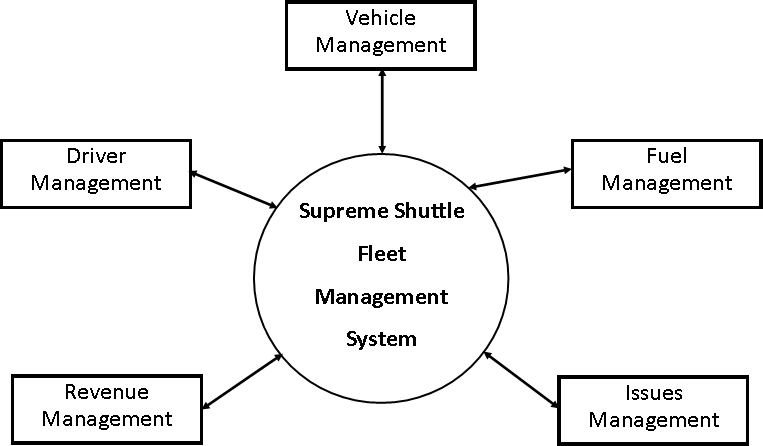 Vehicle
Management
Driver
Management
Fuel
Management
Supreme Shuttle
Fleet
Management
System
Revenue
Management
Issues
Management